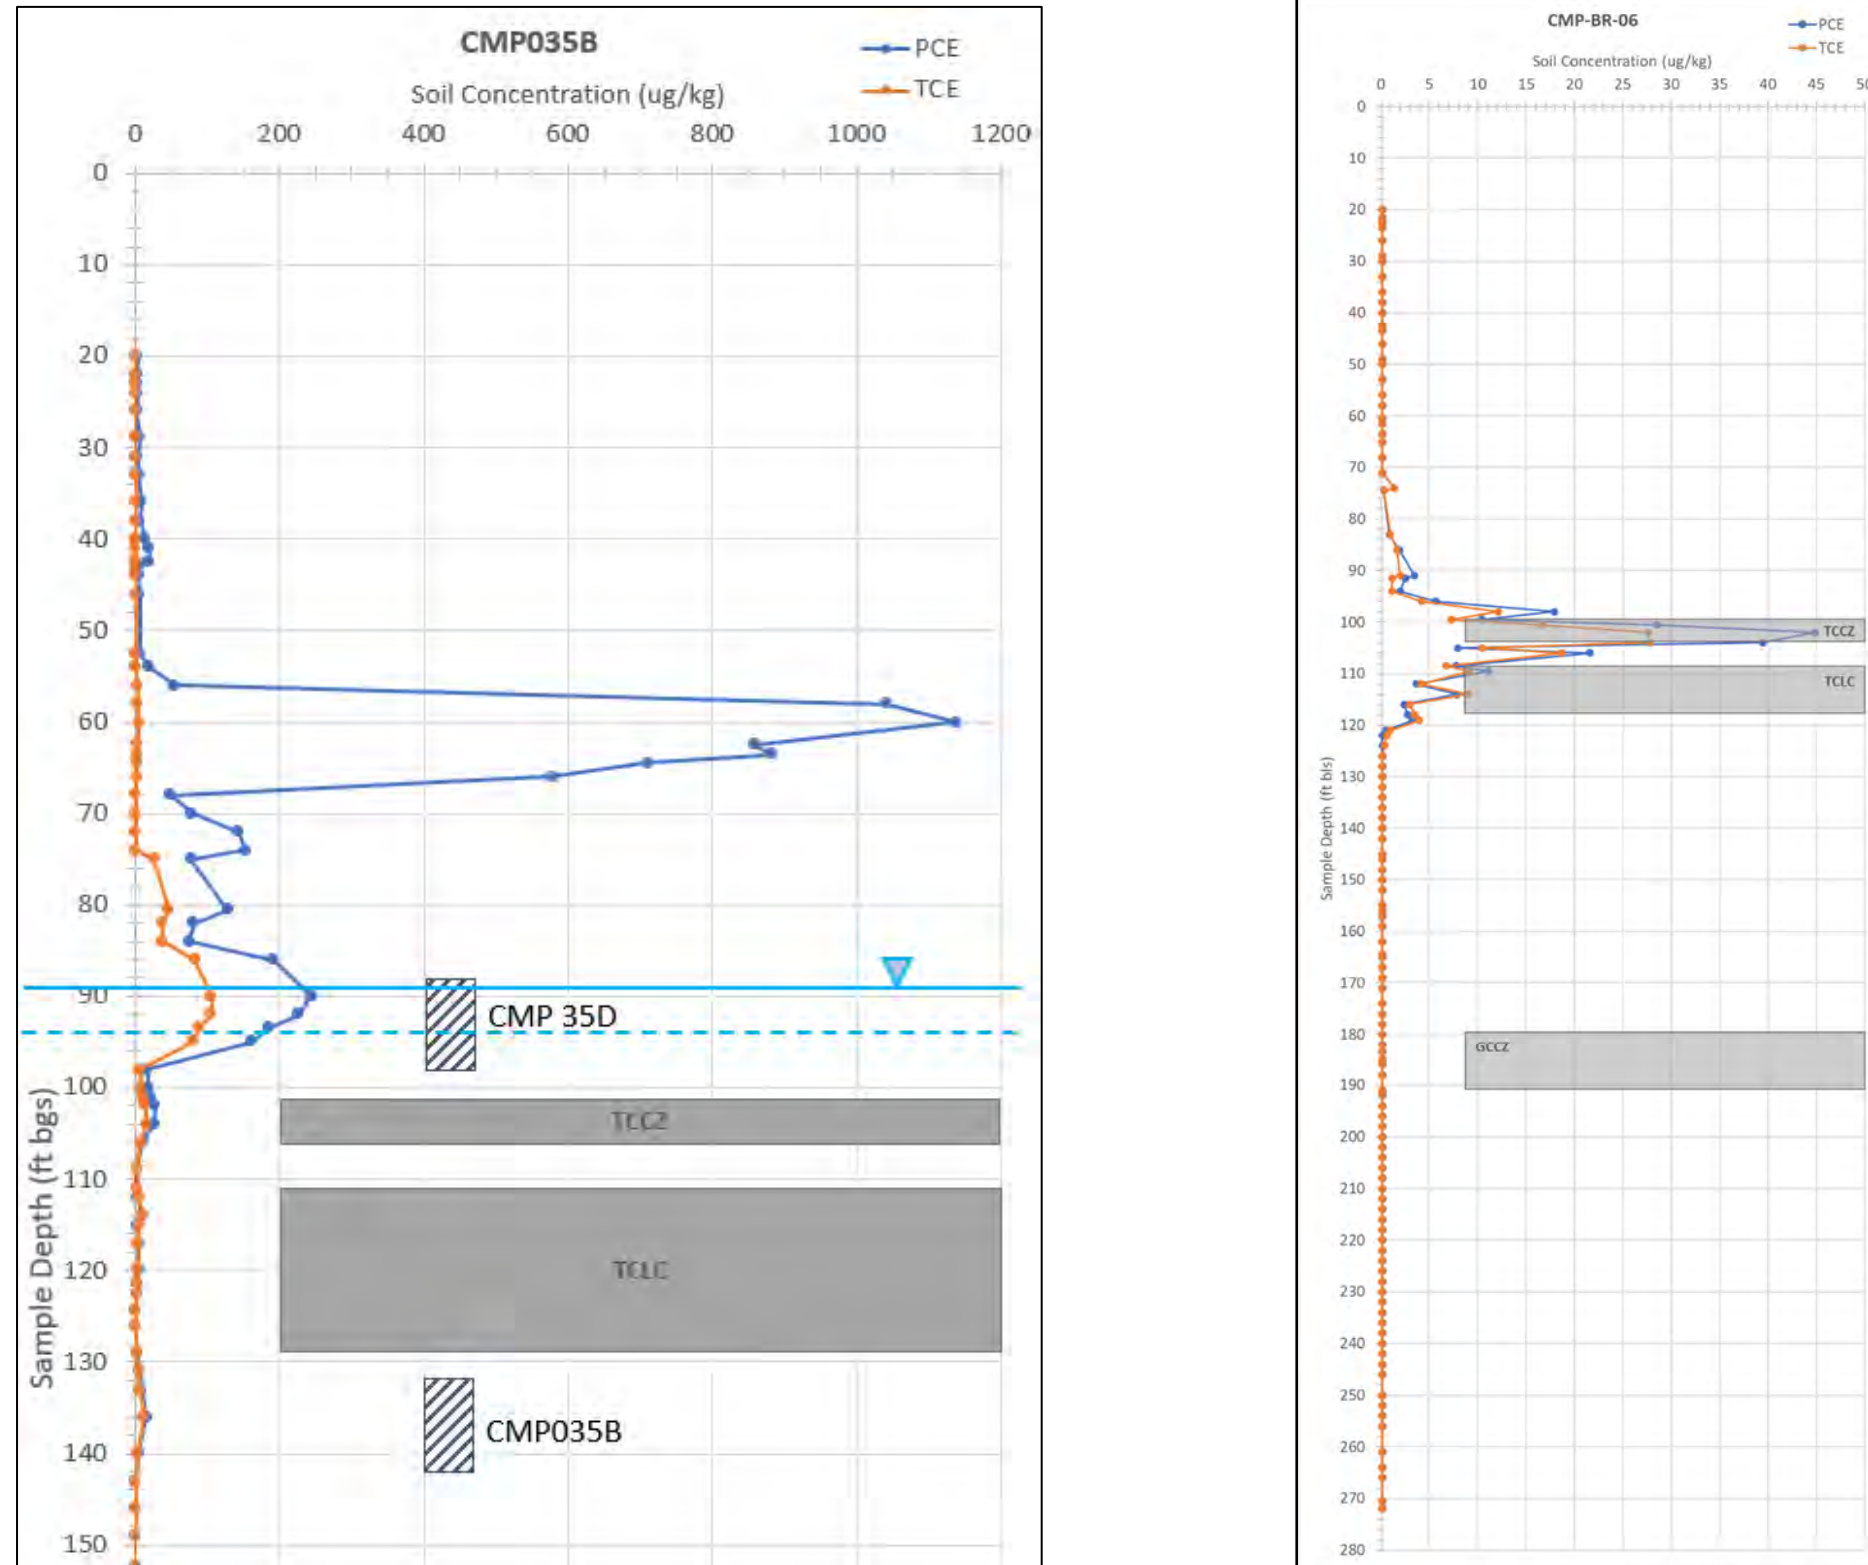 CMP035B
PCE
TCE
Soil Concentration (ug/kg)
0 200 400 600 800 1000 1200
0
10
20
30
40
50
60
70
80
90
100
110
120
130
140
150
Sample Depth (ft bgs)
CMP 35D
TCCZ
TCLC
CMP035B
CMP-BR-06
PCE
TCE
Soil Concentration (ug/kg)
0 5 10 15 20 25 30 35 40 45 50
0
10
20
30
40
50
60
70
80
90
100
110
120
130
140
150
160
170
180
190
200
210
220
230
240
250
260
270
280
Sample Depth (ft bls)
TCCZ
TCLC
GCCZ